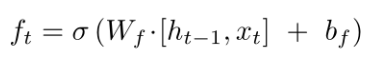 f_t = σ (W_f·[h_{t−1}, x_t] + b_f)